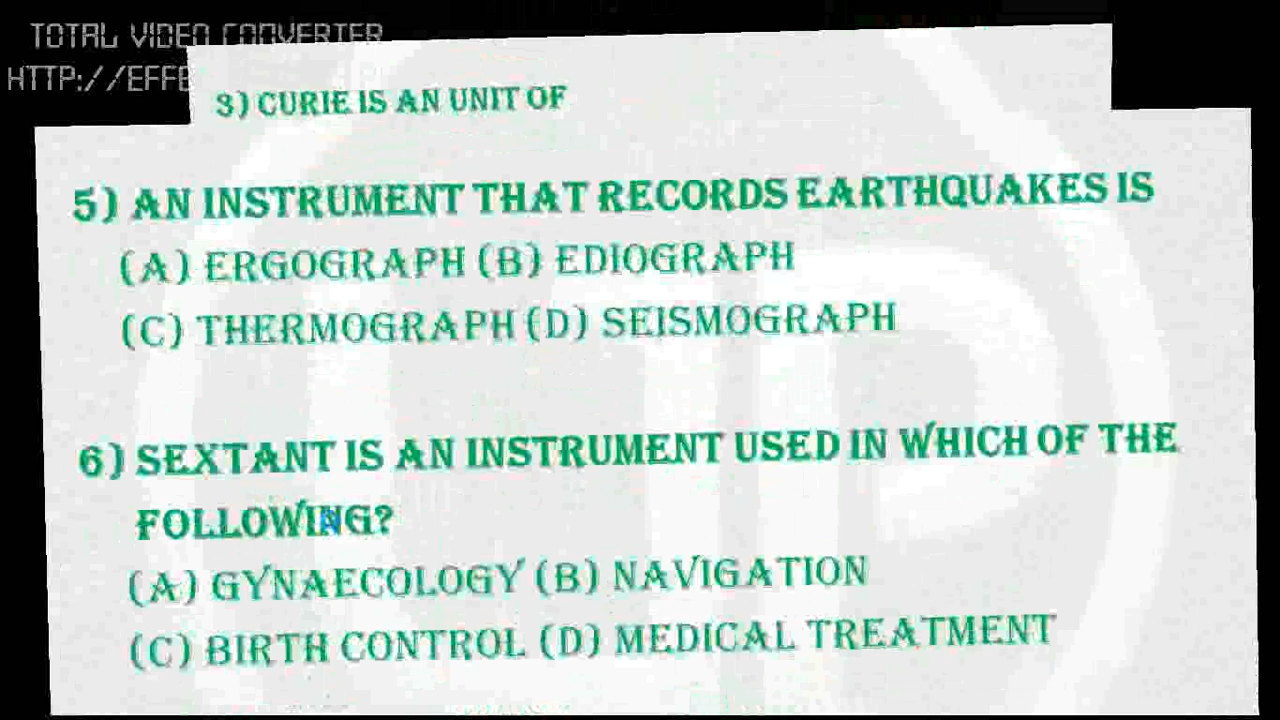 TOTAL VIDEO CONVERTER
HTTP://EFFE
3) CURIE IS AN UNIT OF
5) AN INSTRUMENT THAT RECORDS EARTHQUAKES IS
(A) ERGOGRAPH (B) EDIOGRAPH
(C) THERMOGRAPH (D) SEISMOGRAPH
6) SEXTANT IS AN INSTRUMENT USED IN WHICH OF THE
FOLLOWING?
(A) GYNAECOLOGY (B) NAVIGATION
(C) BIRTH CONTROL (D) MEDICAL TREATMENT